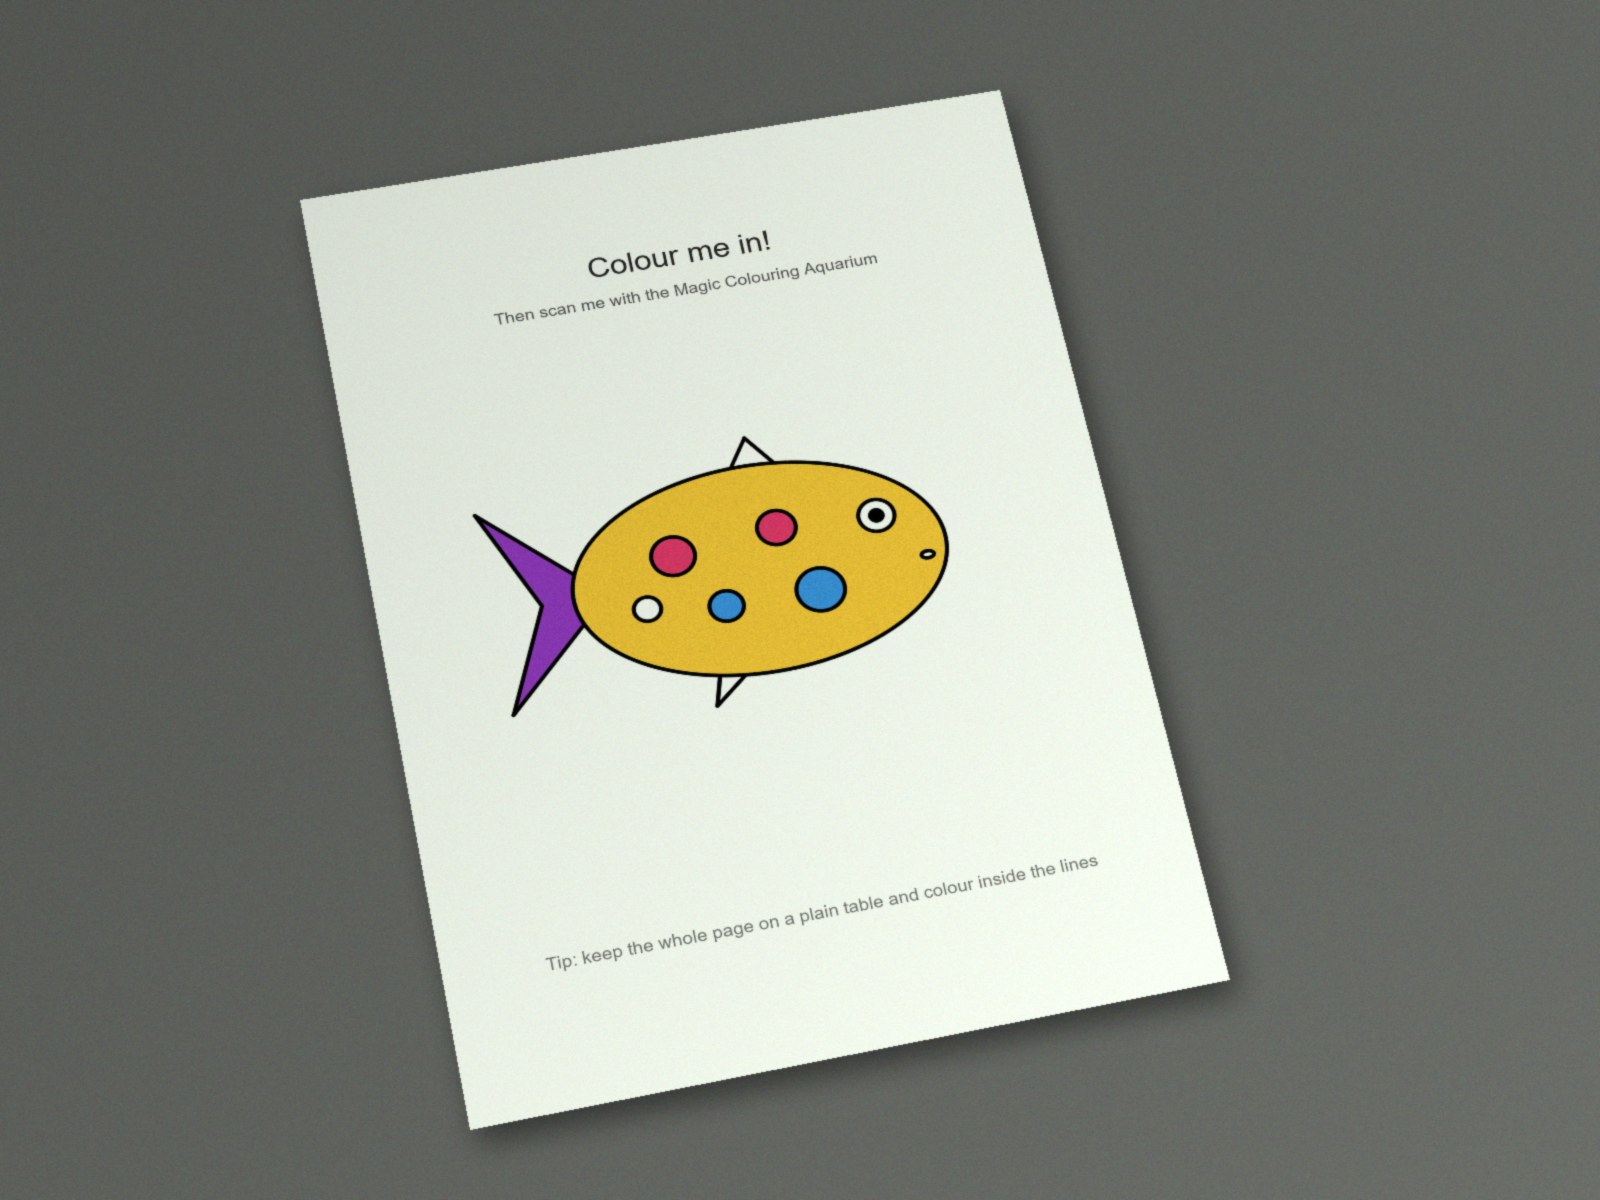 Colour me in!
Then scan me with the Magic Colouring Aquarium
Tip: keep the whole page on a plain table and colour inside the lines